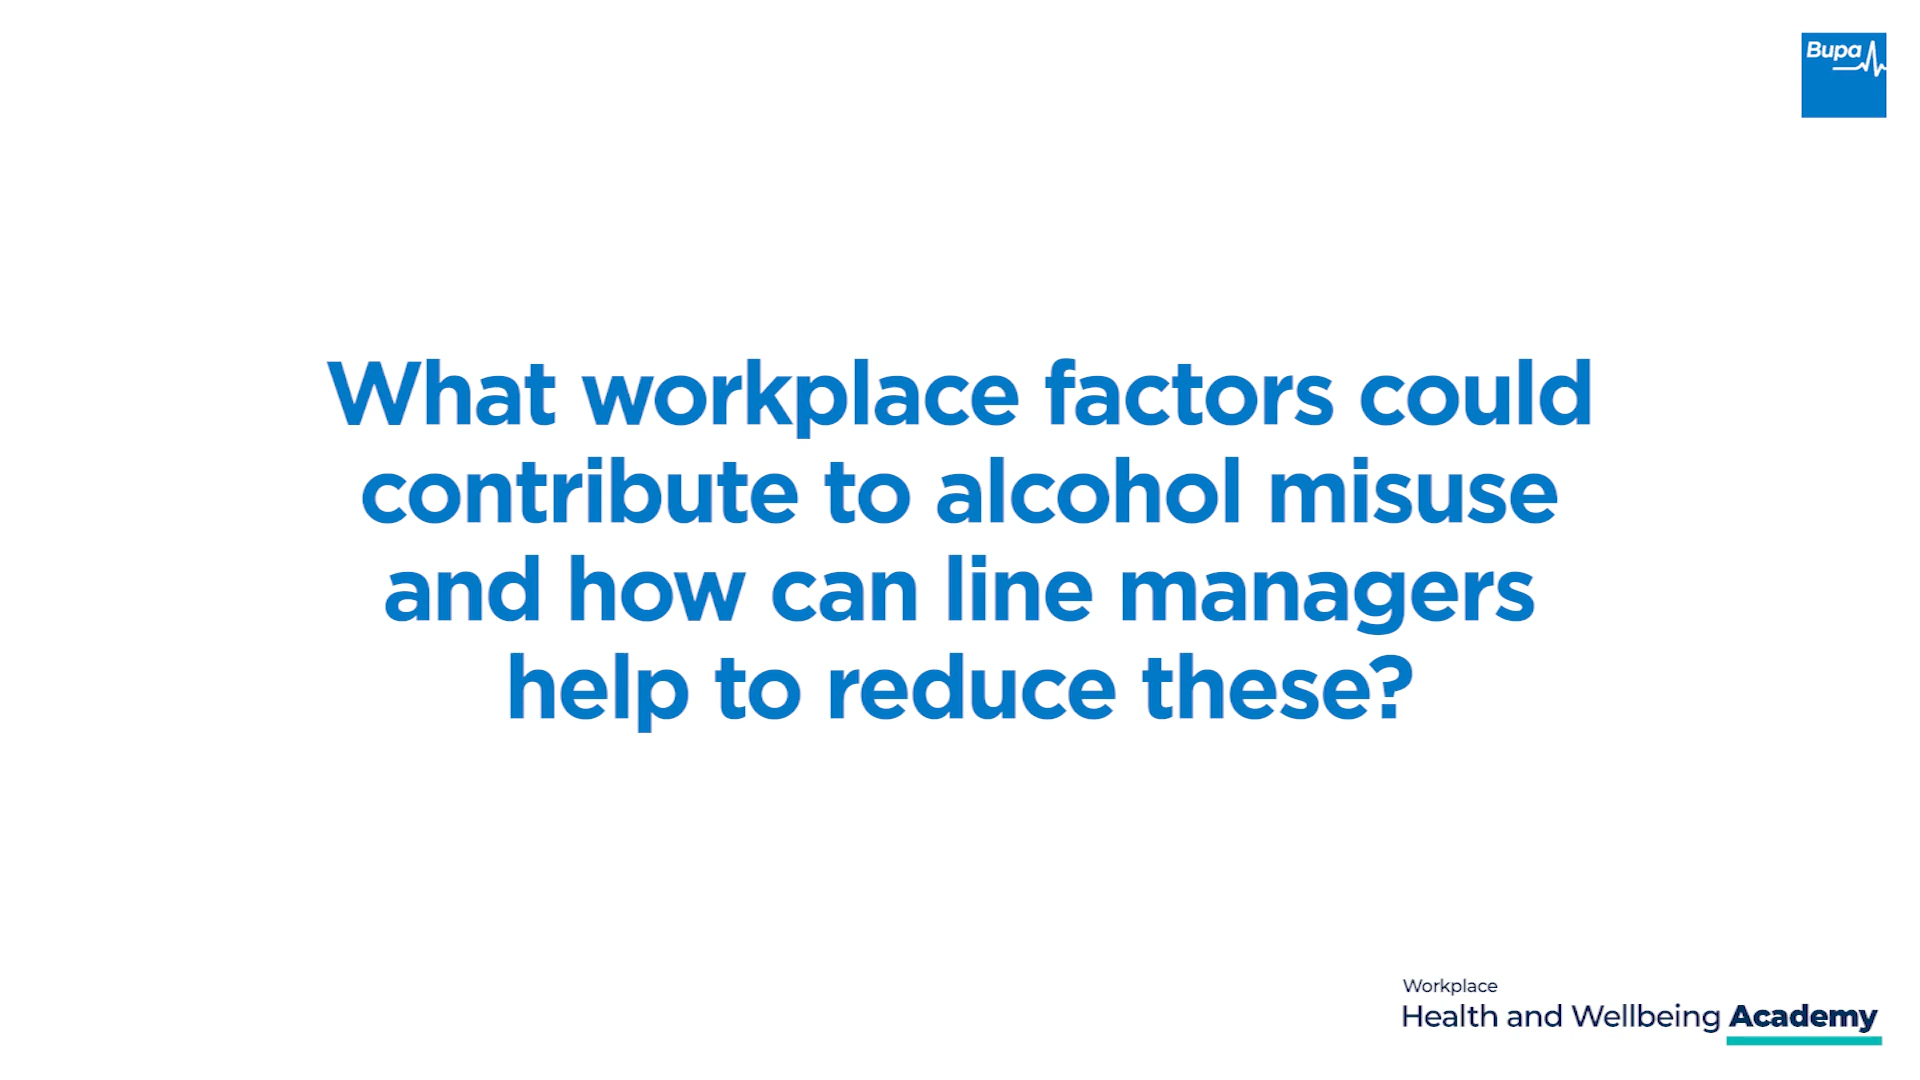 Bupa
What workplace factors could
contribute to alcohol misuse
and how can line managers
help to reduce these?
Workplace
Health and Wellbeing Academy